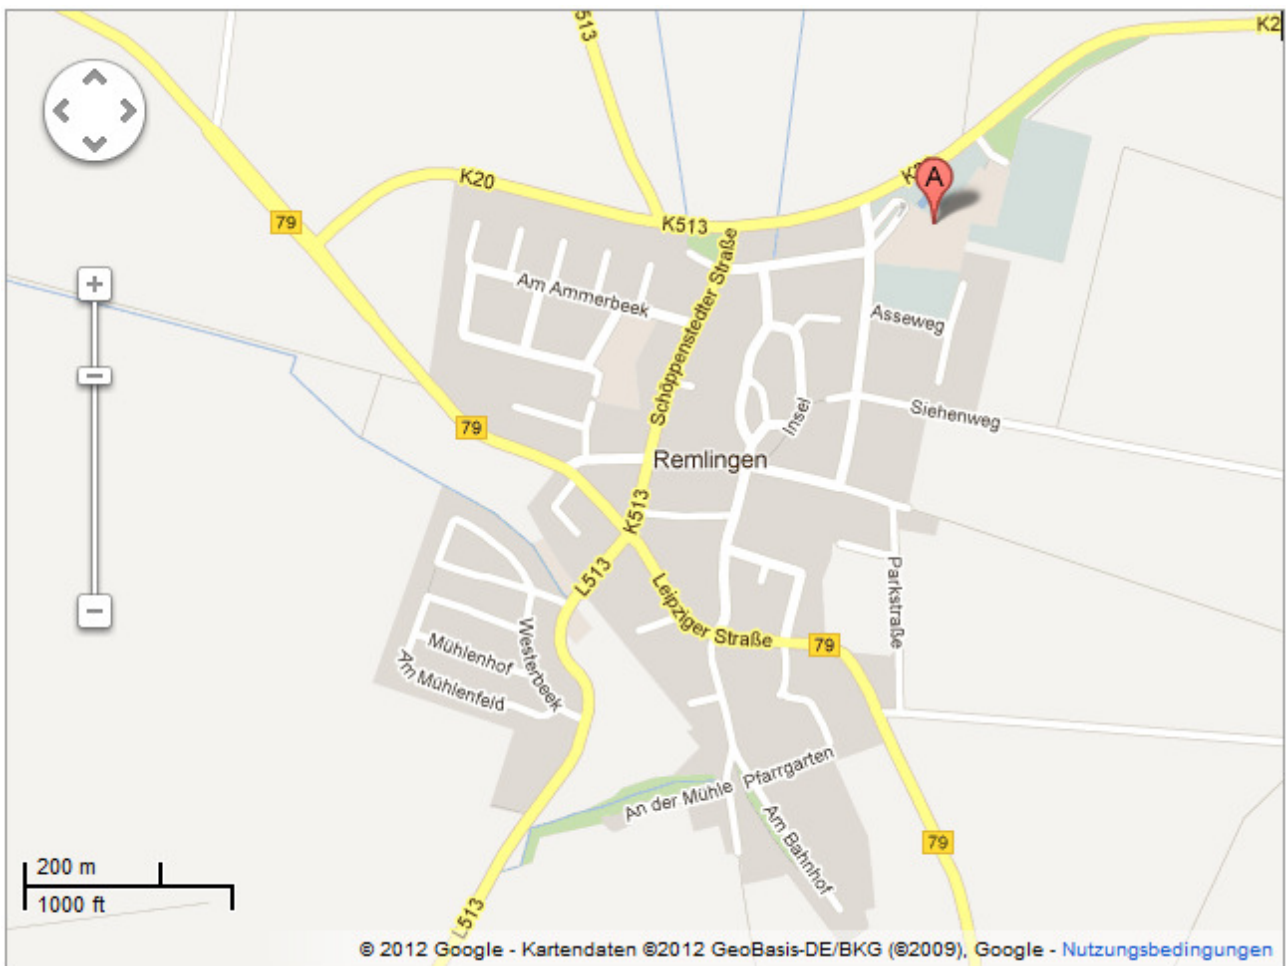 513
K2
K20
A
79
K513
Am Ammerbeek
Schöppenstedter Straße
Asseweg
Insel
Siehenweg
79
Remlingen
K513
L513
Leipziger Straße
Parkstraße
Westerbeek
Mühlenhof
Am Mühlenfeld
79
Pfarrgarten
An der Mühle
Am Bahnhof
79
+
−
−
200 m
1000 ft
L513
© 2012 Google - Kartendaten ©2012 GeoBasis-DE/BKG (©2009), Google - Nutzungsbedingungen